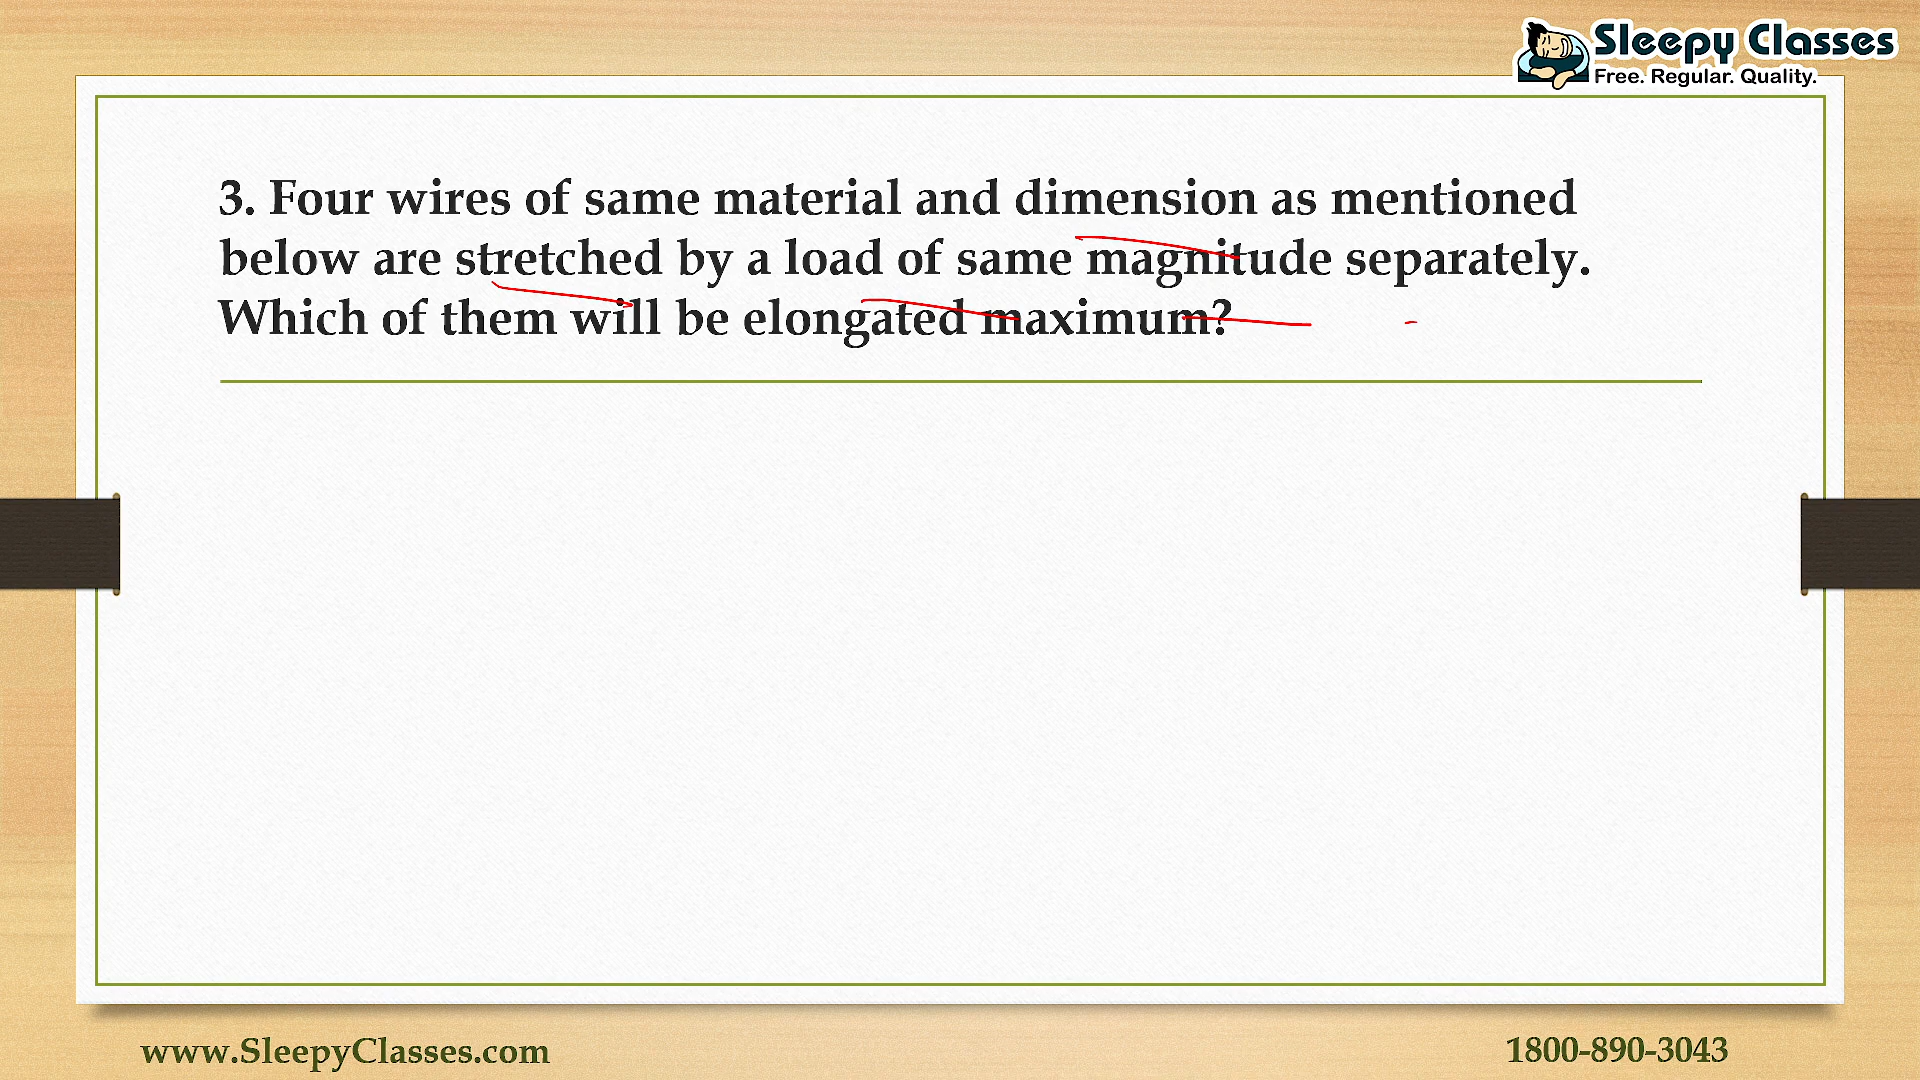 Sleepy Classes
Free. Regular. Quality.
3. Four wires of same material and dimension as mentioned
below are stretched by a load of same magnitude separately.
Which of them will be elongated maximum?
www.SleepyClasses.com
1800-890-3043